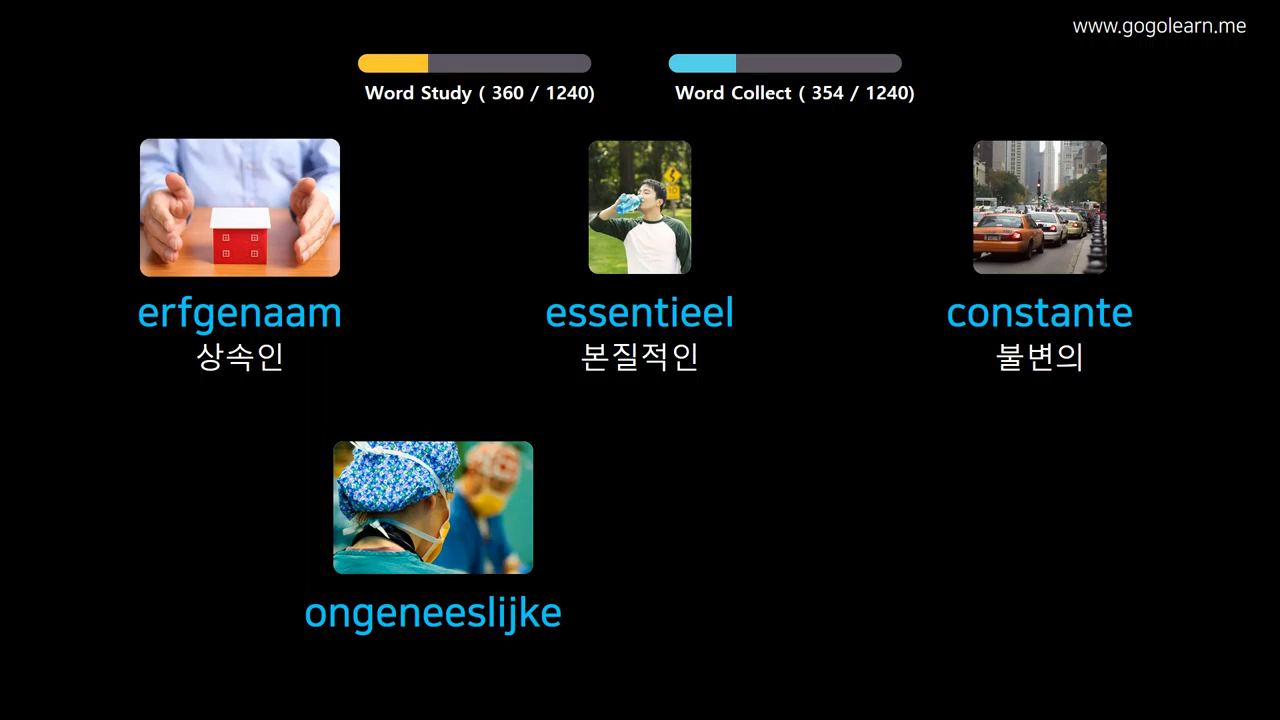 www.gogolearn.me
Word Study ( 360 / 1240)
Word Collect ( 354 / 1240)
erfgenaam
상속인
essentieel
본질적인
constante
불변의
ongeneeslijke